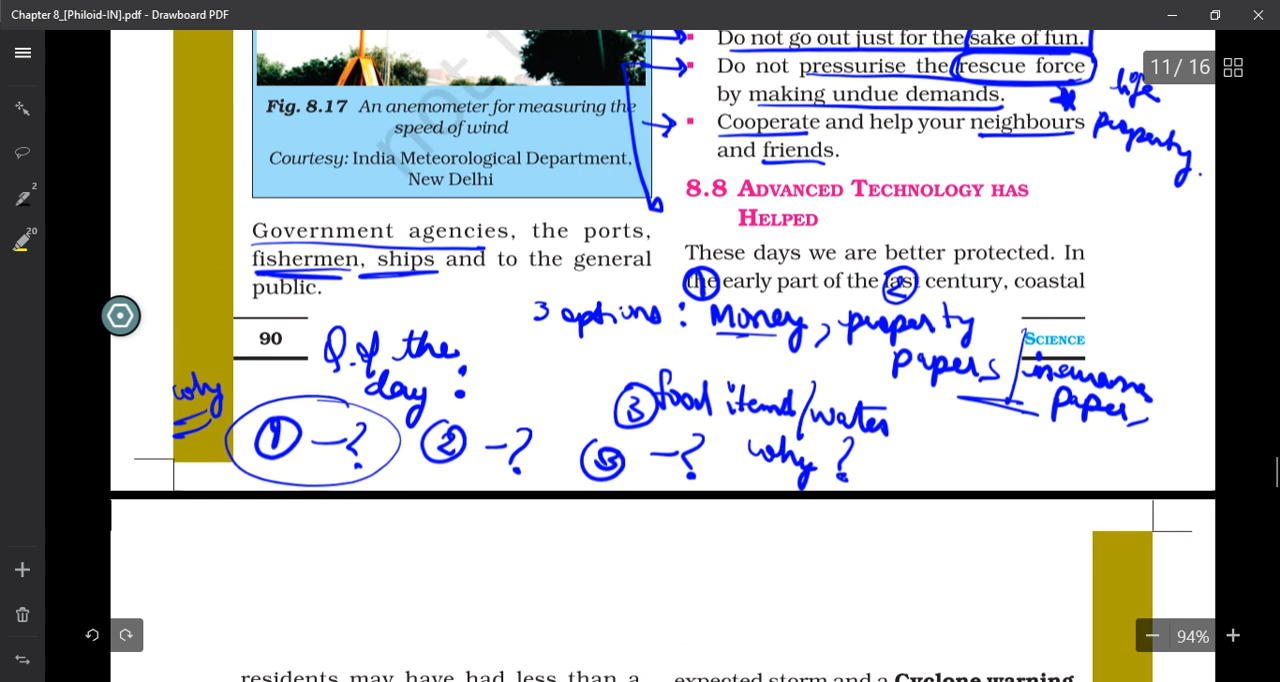 Chapter 8_[Philoid-IN].pdf - Drawboard PDF
11 / 16
2
20
Fig. 8.17 An anemometer for measuring the
speed of wind
Courtesy: India Meteorological Department,
New Delhi
Government agencies, the ports,
fishermen, ships and to the general
public.
90
Do not go out just for the sake of fun.
Do not pressurise the rescue force
by making undue demands.
Cooperate and help your neighbours
and friends.
life
property.
8.8 ADVANCED TECHNOLOGY HAS
HELPED
These days we are better protected. In
the early part of the last century, coastal
1 2
3 options: Money, property
papers / insurance
paper
SCIENCE
Q. of the
day:
3 food items/water
why
1 - ? 2 - ? 3 - ? why?
residents may have had less than a
expected storm and a Cyclone warning
94%